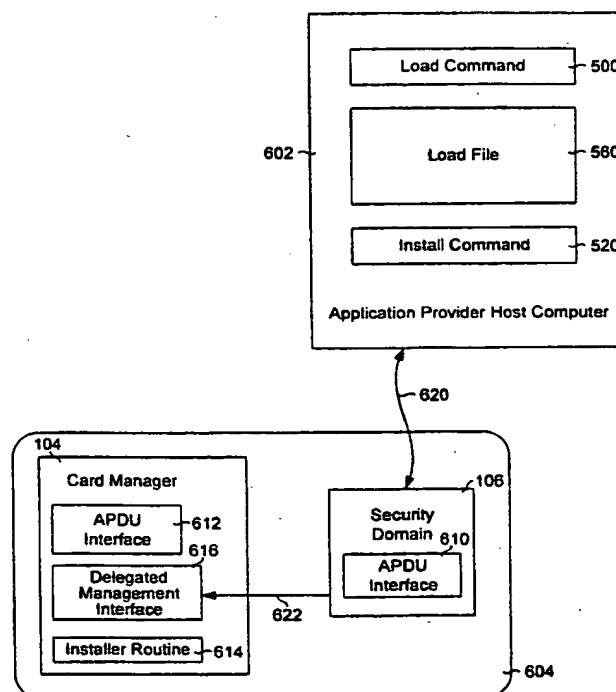 Load Command
500
602
Load File
560
Install Command
520
Application Provider Host Computer
620
104
Card Manager
106
APDU
Interface
612
Security
Domain
616
610
APDU
Interface
Delegated
Management
Interface
622
Installer Routine
614
604